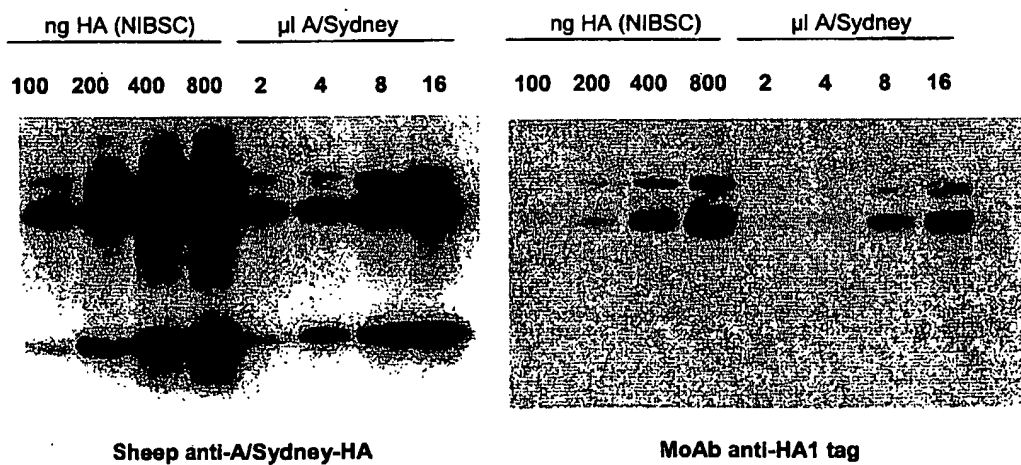 ng HA (NIBSC) µl A/Sydney
100 200 400 800 2 4 8 16
Sheep anti-A/Sydney-HA
ng HA (NIBSC) µl A/Sydney
100 200 400 800 2 4 8 16
MoAb anti-HA1 tag